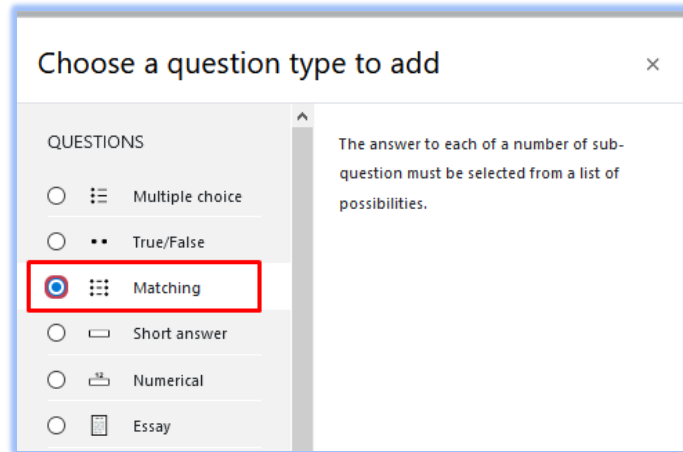 Choose a question type to add
×
QUESTIONS
Multiple choice
True/False
Matching
Short answer
12
Numerical
Essay
The answer to each of a number of sub-
question must be selected from a list of
possibilities.